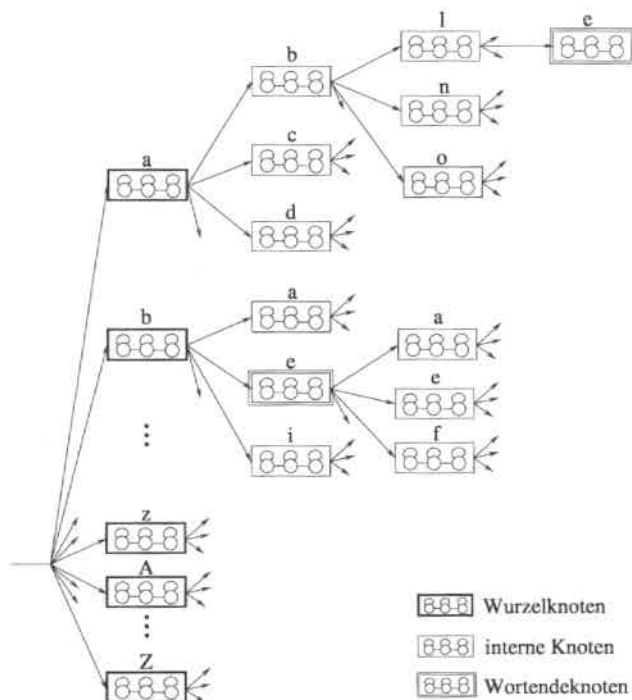 l e
b
n
c
a o
d
a
b a
e e
i f
z
A
Z
Wurzelknoten
interne Knoten
Wortendeknoten